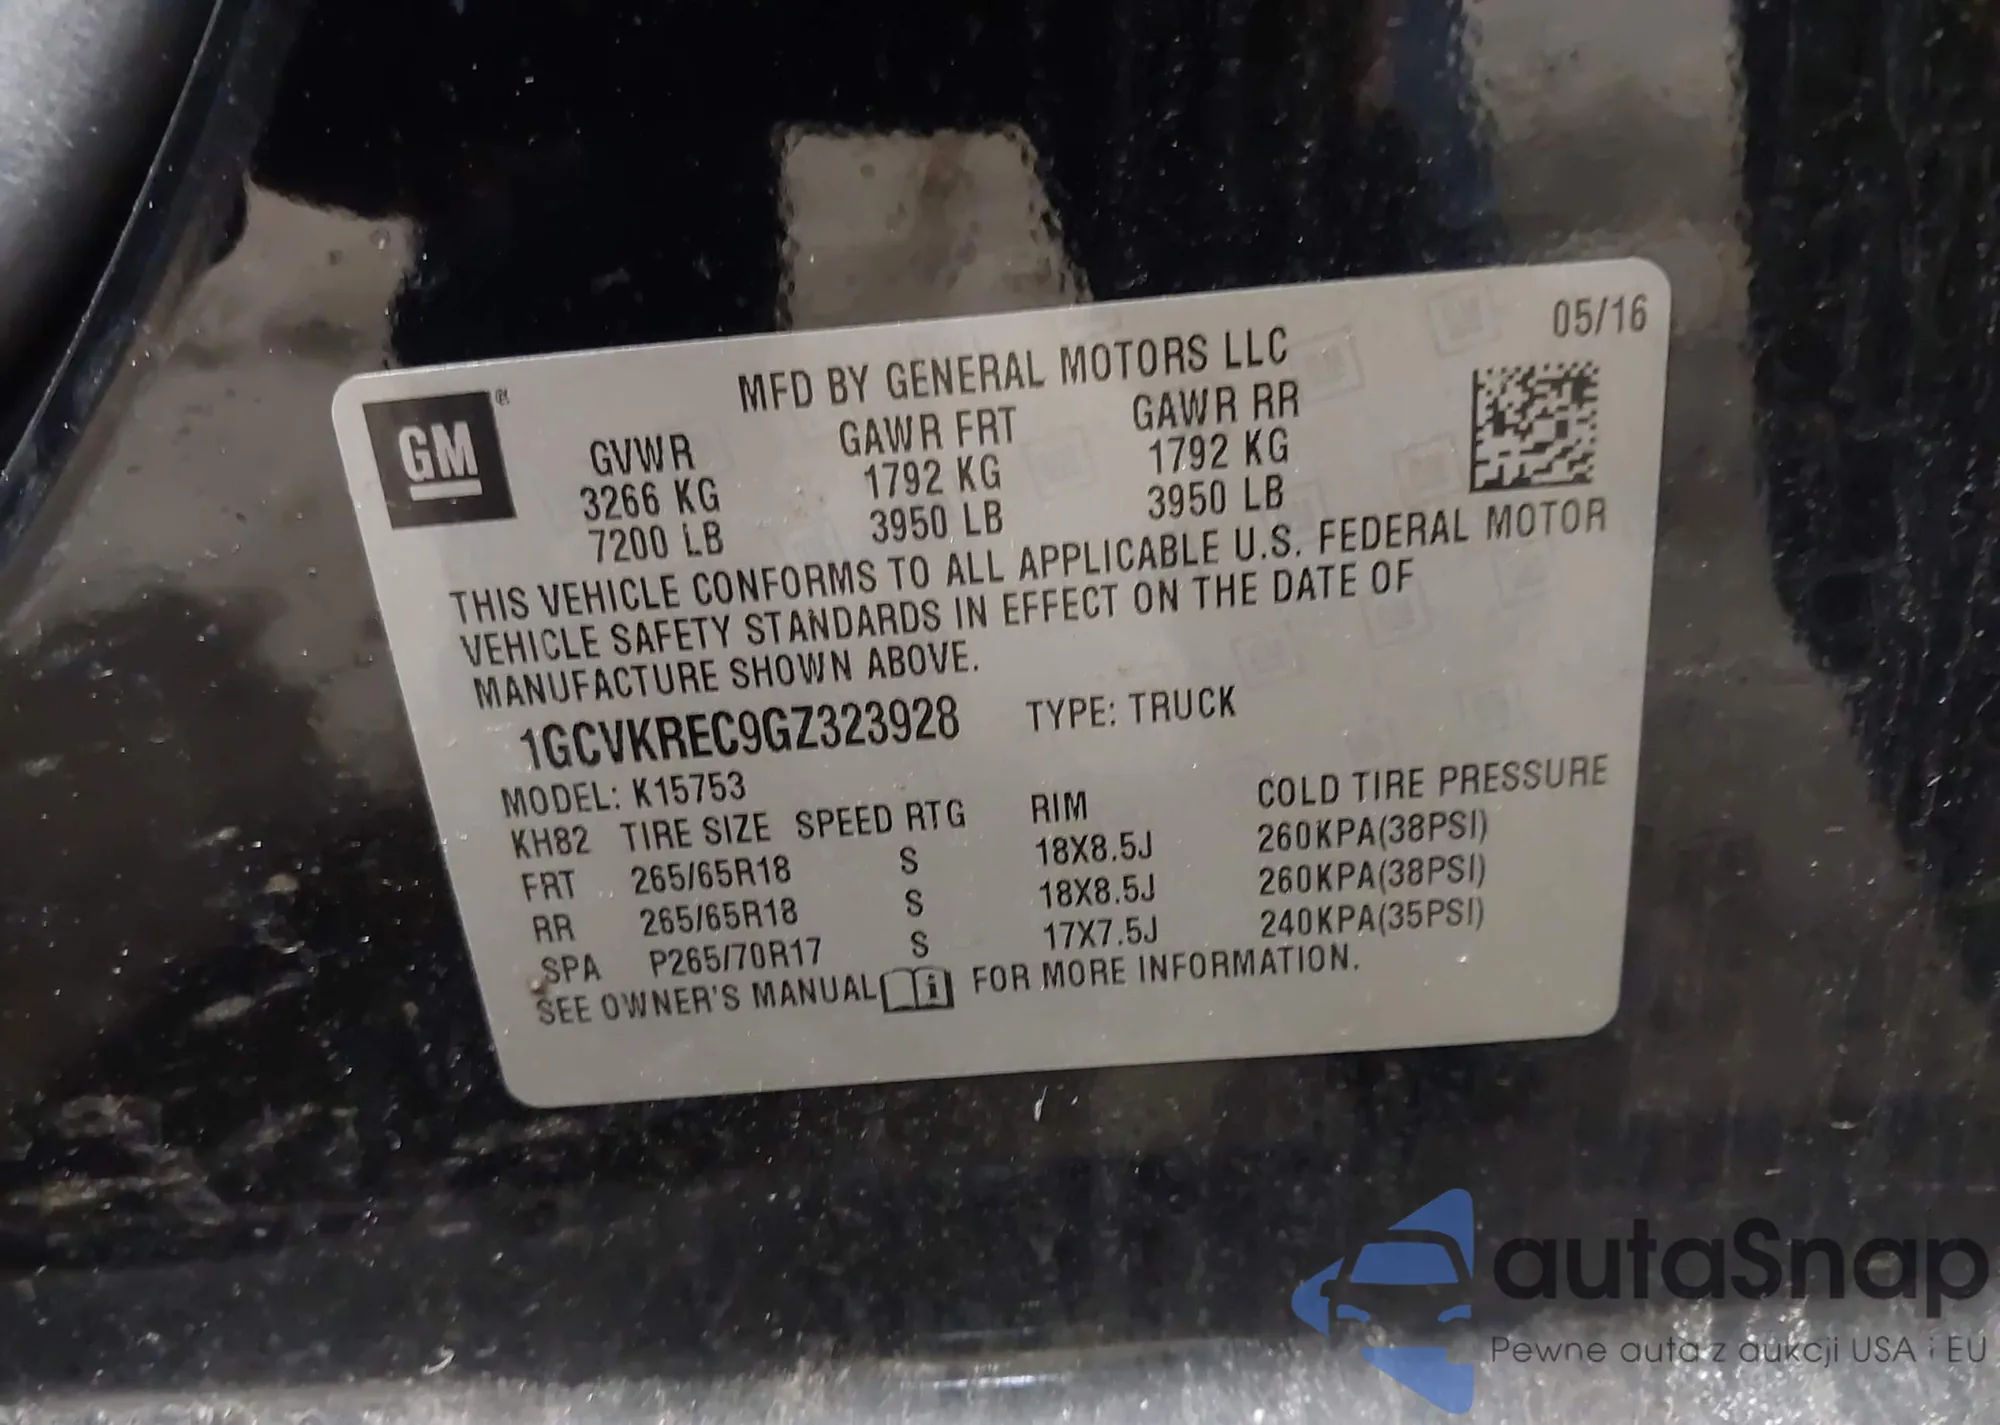 05/16
MFD BY GENERAL MOTORS LLC
GM®
GVWR GAWR FRT GAWR RR
3266 KG 1792 KG 1792 KG
7200 LB 3950 LB 3950 LB
THIS VEHICLE CONFORMS TO ALL APPLICABLE U.S. FEDERAL MOTOR
VEHICLE SAFETY STANDARDS IN EFFECT ON THE DATE OF
MANUFACTURE SHOWN ABOVE.
1GCVKREC9GZ323928 TYPE: TRUCK
MODEL: K15753
KH82 TIRE SIZE SPEED RTG RIM COLD TIRE PRESSURE
FRT 265/65R18 S 18X8.5J 260KPA(38PSI)
RR 265/65R18 S 18X8.5J 260KPA(38PSI)
SPA P265/70R17 S 17X7.5J 240KPA(35PSI)
SEE OWNER'S MANUAL i FOR MORE INFORMATION.
autaSnap
Pewne auta z aukcji USA i EU